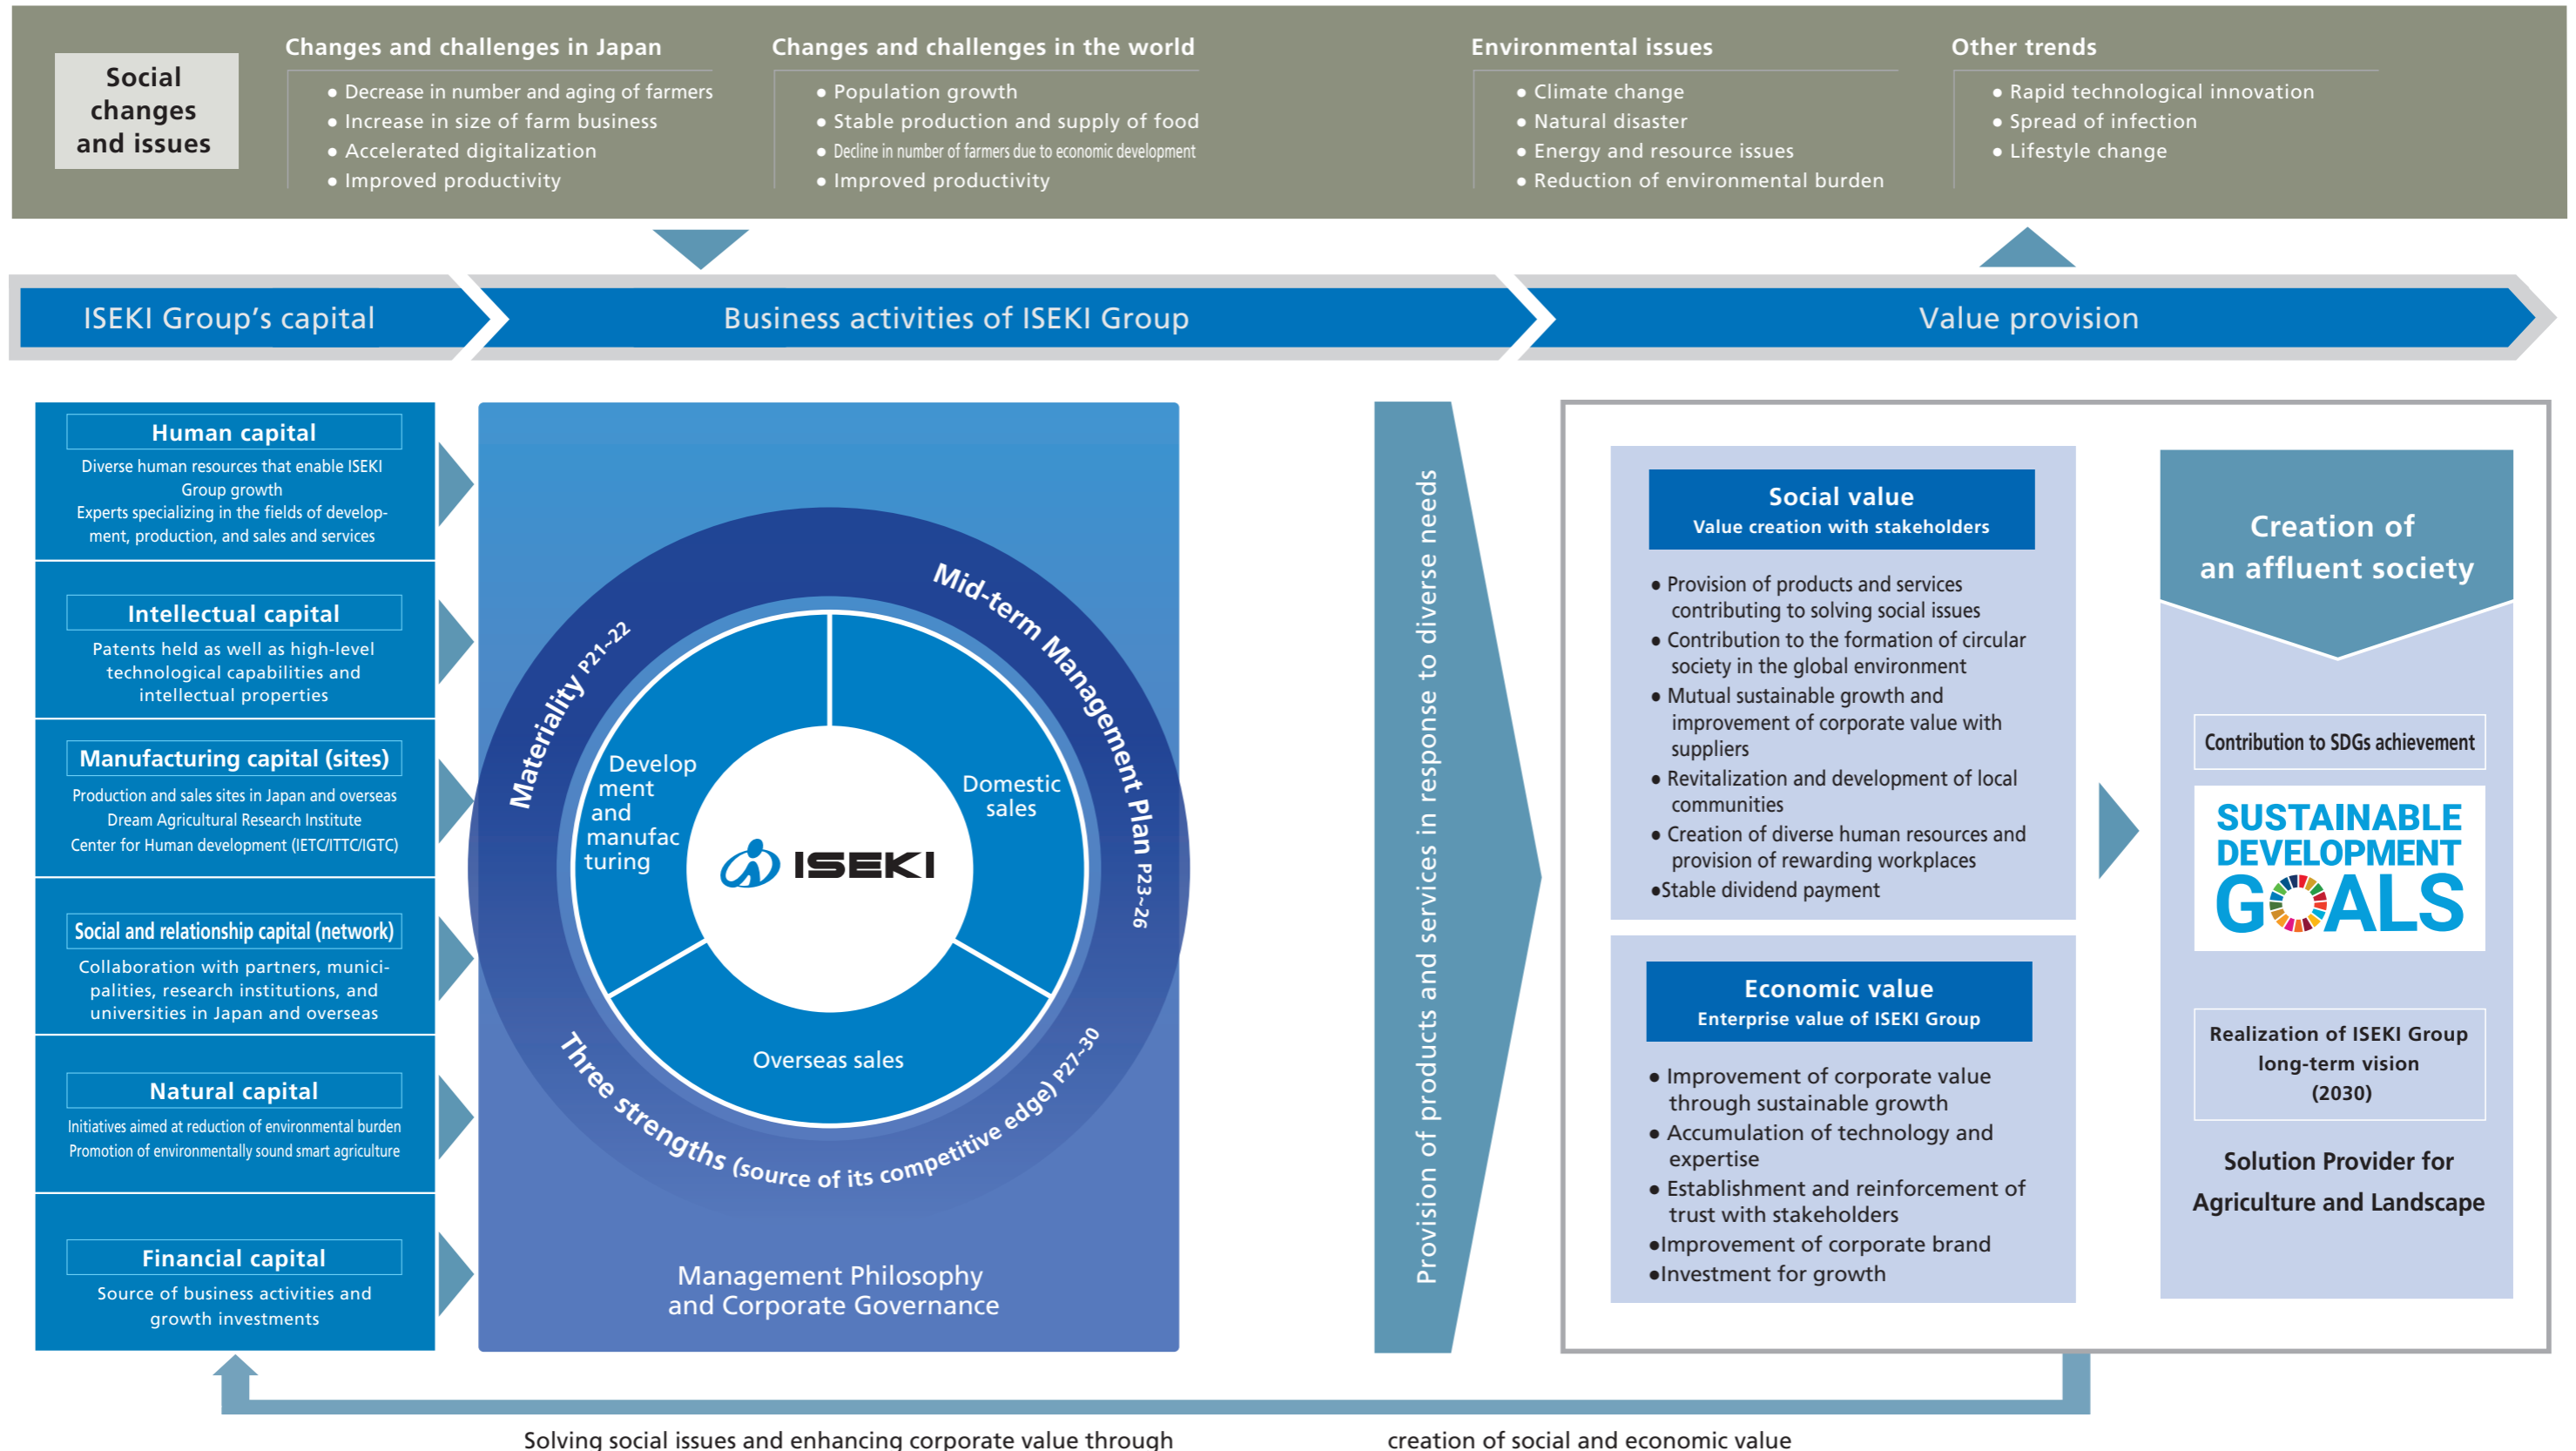 Social
changes
and issues
Changes and challenges in Japan
● Decrease in number and aging of farmers
● Increase in size of farm business
● Accelerated digitalization
● Improved productivity
Changes and challenges in the world
● Population growth
● Stable production and supply of food
● Decline in number of farmers due to economic development
● Improved productivity
Environmental issues
● Climate change
● Natural disaster
● Energy and resource issues
● Reduction of environmental burden
Other trends
● Rapid technological innovation
● Spread of infection
● Lifestyle change
ISEKI Group's capital
Business activities of ISEKI Group
Value provision
Human capital
Diverse human resources that enable ISEKI
Group growth
Experts specializing in the fields of develop-
ment, production, and sales and services
Intellectual capital
Patents held as well as high-level
technological capabilities and
intellectual properties
Manufacturing capital (sites)
Production and sales sites in Japan and overseas
Dream Agricultural Research Institute
Center for Human development (IETC/ITTC/IGTC)
Social and relationship capital (network)
Collaboration with partners, munici-
palities, research institutions, and
universities in Japan and overseas
Natural capital
Initiatives aimed at reduction of environmental burden
Promotion of environmentally sound smart agriculture
Financial capital
Source of business activities and
growth investments
Materiality P21~22
Mid-term Management Plan P23~26
Three strengths (source of its competitive edge) P27~30
Develop
ment
and
manufac
turing
Domestic
sales
Overseas sales
ISEKI
Management Philosophy
and Corporate Governance
Provision of products and services in response to diverse needs
Social value
Value creation with stakeholders
● Provision of products and services
contributing to solving social issues
● Contribution to the formation of circular
society in the global environment
● Mutual sustainable growth and
improvement of corporate value with
suppliers
● Revitalization and development of local
communities
● Creation of diverse human resources and
provision of rewarding workplaces
●Stable dividend payment
Economic value
Enterprise value of ISEKI Group
● Improvement of corporate value
through sustainable growth
● Accumulation of technology and
expertise
● Establishment and reinforcement of
trust with stakeholders
●Improvement of corporate brand
●Investment for growth
Creation of
an affluent society
Contribution to SDGs achievement
SUSTAINABLE
DEVELOPMENT
GOALS
Realization of ISEKI Group
long-term vision
(2030)
Solution Provider for
Agriculture and Landscape
Solving social issues and enhancing corporate value through creation of social and economic value